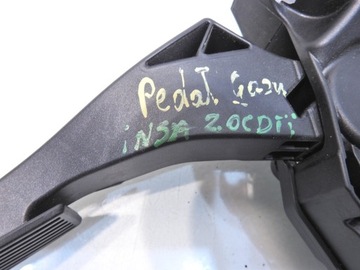 Pedał Gazu
iNSA 2.0CDTi